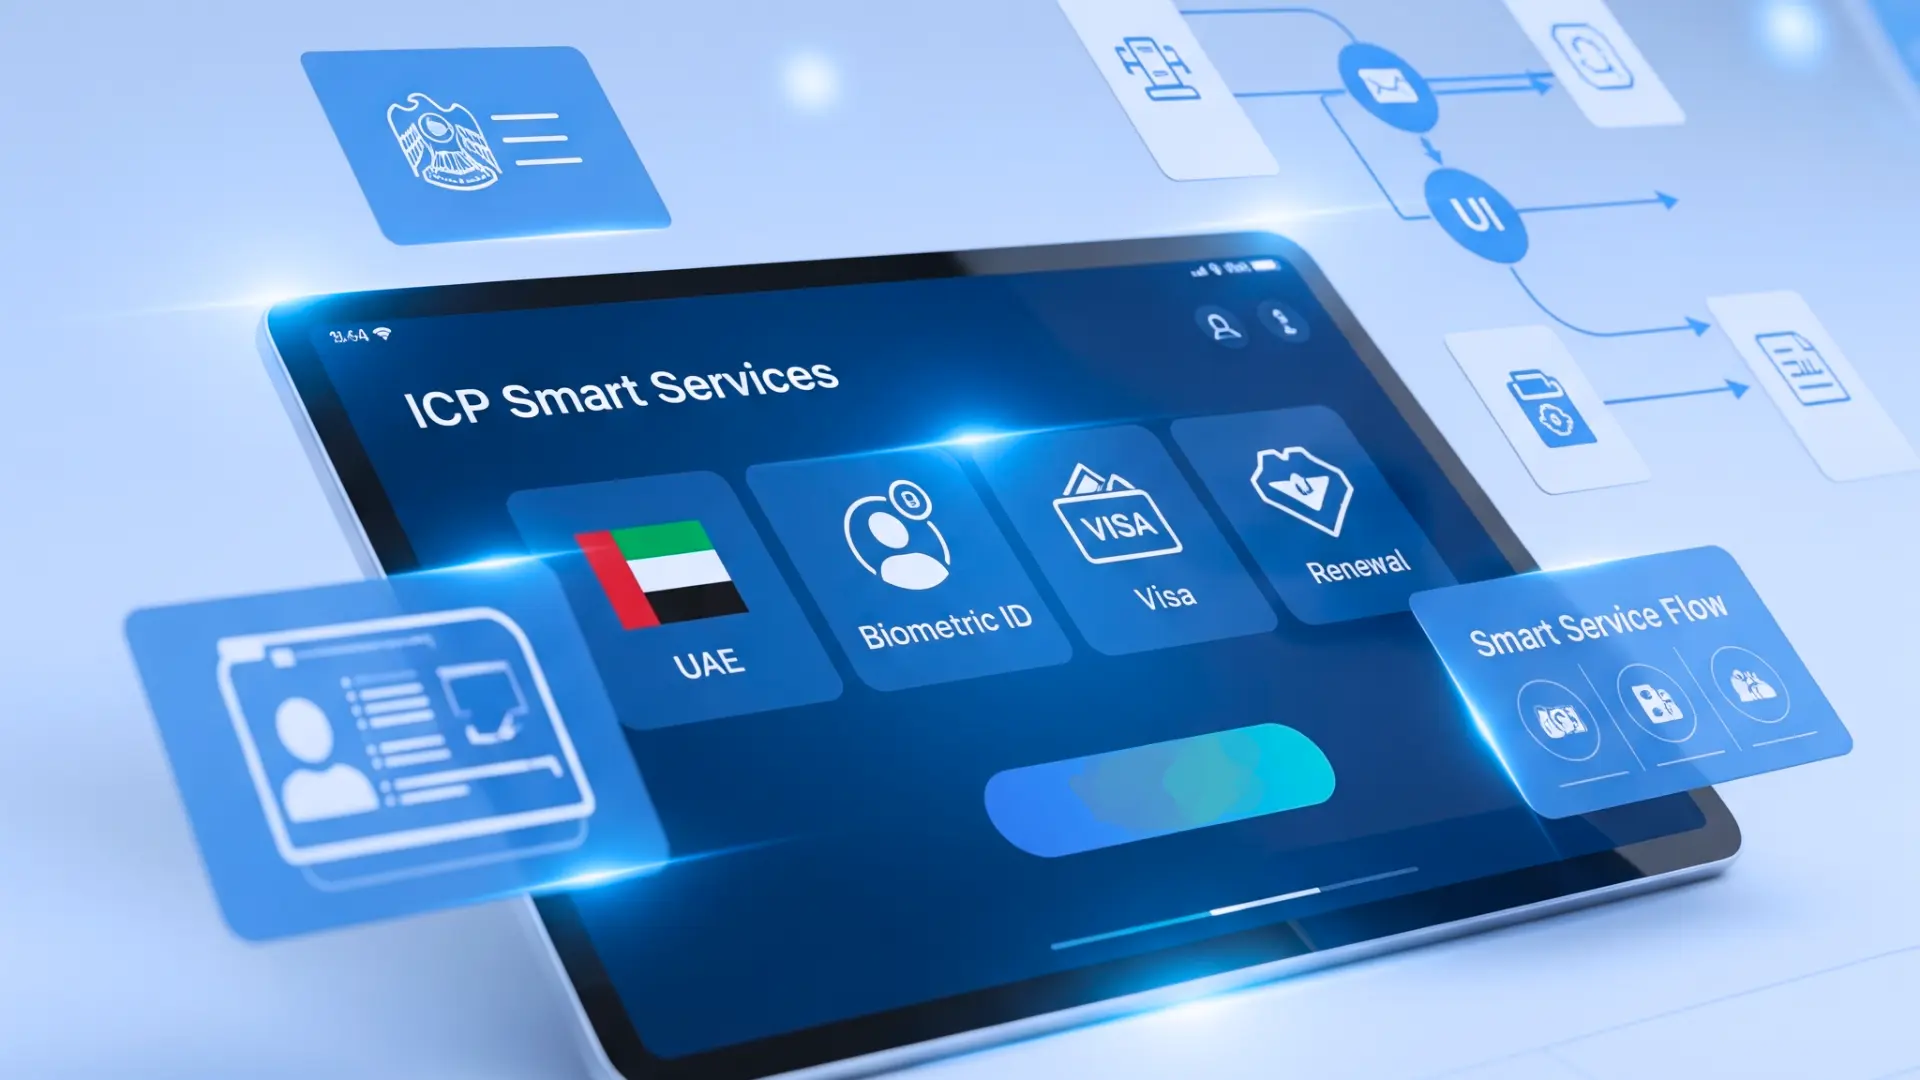 UI
ICP Smart Services
UAE
Biometric ID
VISA
Visa
Renewal
Smart Service Flow